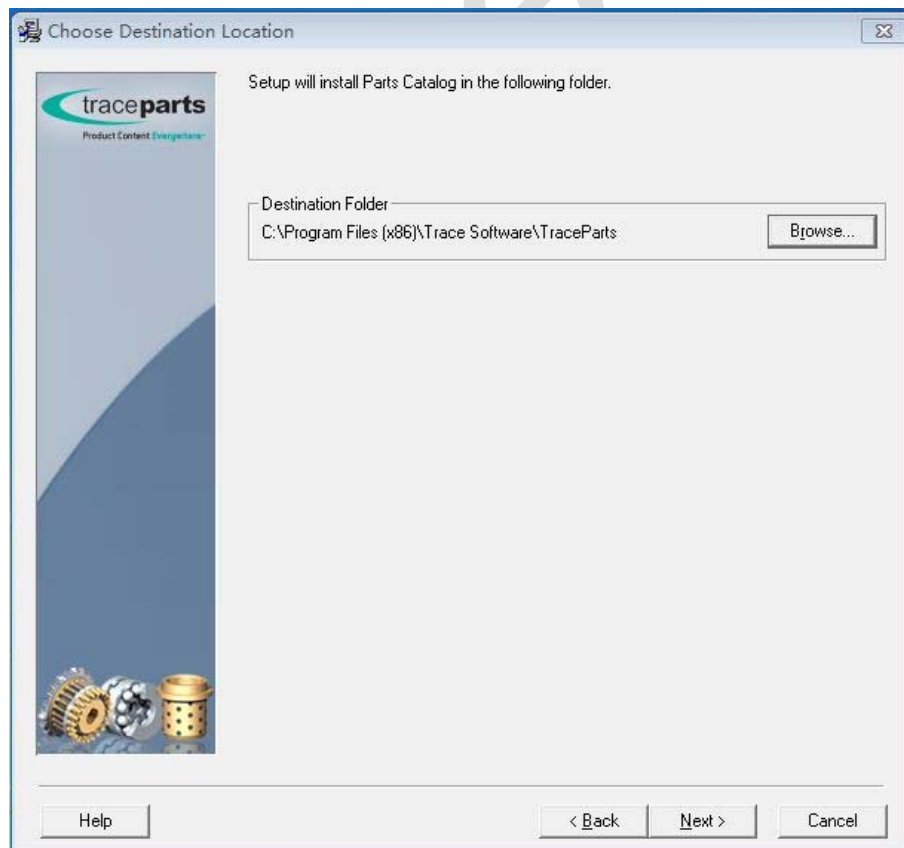 Choose Destination Location
traceparts
Product Content Everywhere
Setup will install Parts Catalog in the following folder.
Destination Folder
C:\Program Files (x86)\Trace Software\TraceParts
Browse...
Help
< Back
Next >
Cancel